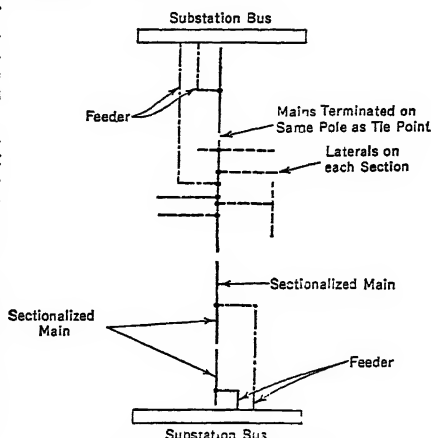 Substation Bus
Feeder
Mains Terminated on
Same Pole as Tie Point
Laterals on
each Section
Sectionalized Main
Sectionalized
Main
Feeder
Substation Bus